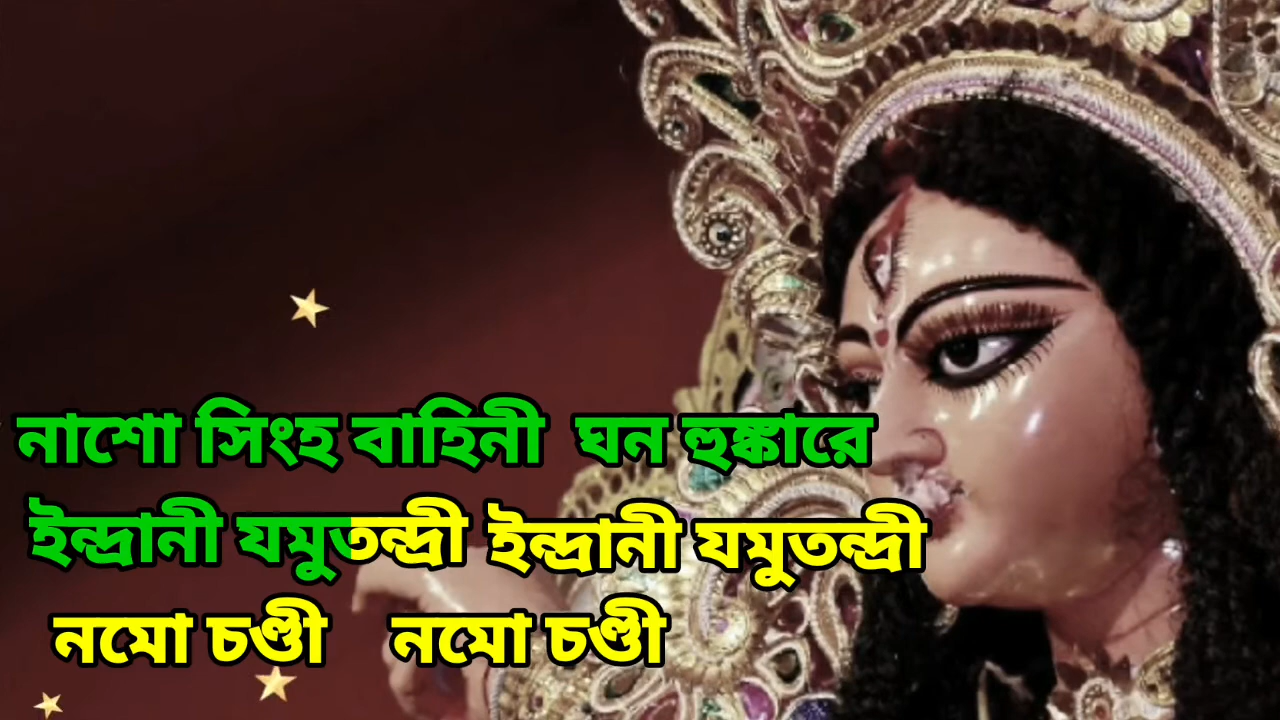 নাশো সিংহ বাহিনী ঘন হুঙ্কারে
ইন্দ্রানী যমুতন্দ্রী ইন্দ্রানী যমুতন্দ্রী
নমো চণ্ডী নমো চণ্ডী